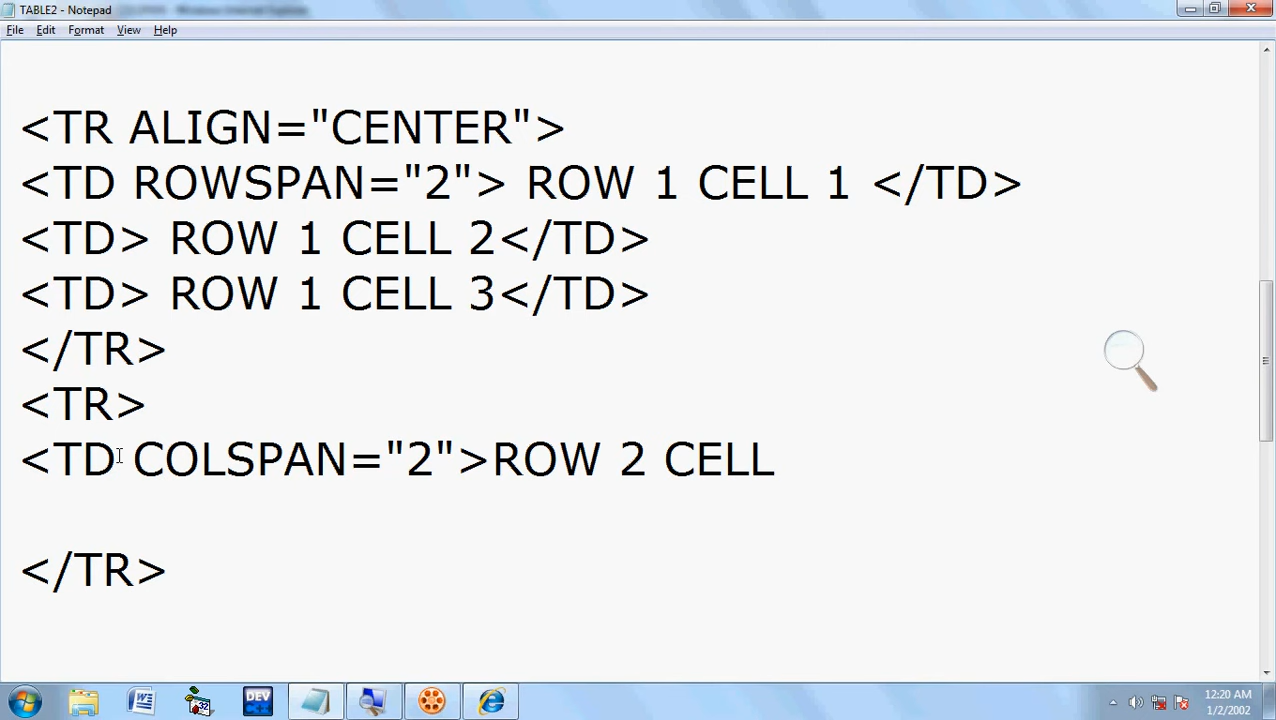 TABLE2 - Notepad
File Edit Format View Help
<TR ALIGN="CENTER">
<TD ROWSPAN="2"> ROW 1 CELL 1 </TD>
<TD> ROW 1 CELL 2</TD>
<TD> ROW 1 CELL 3</TD>
</TR>
<TR>
<TD COLSPAN="2">ROW 2 CELL
</TR>
32
DEV
C++
12:20 AM
1/2/2002